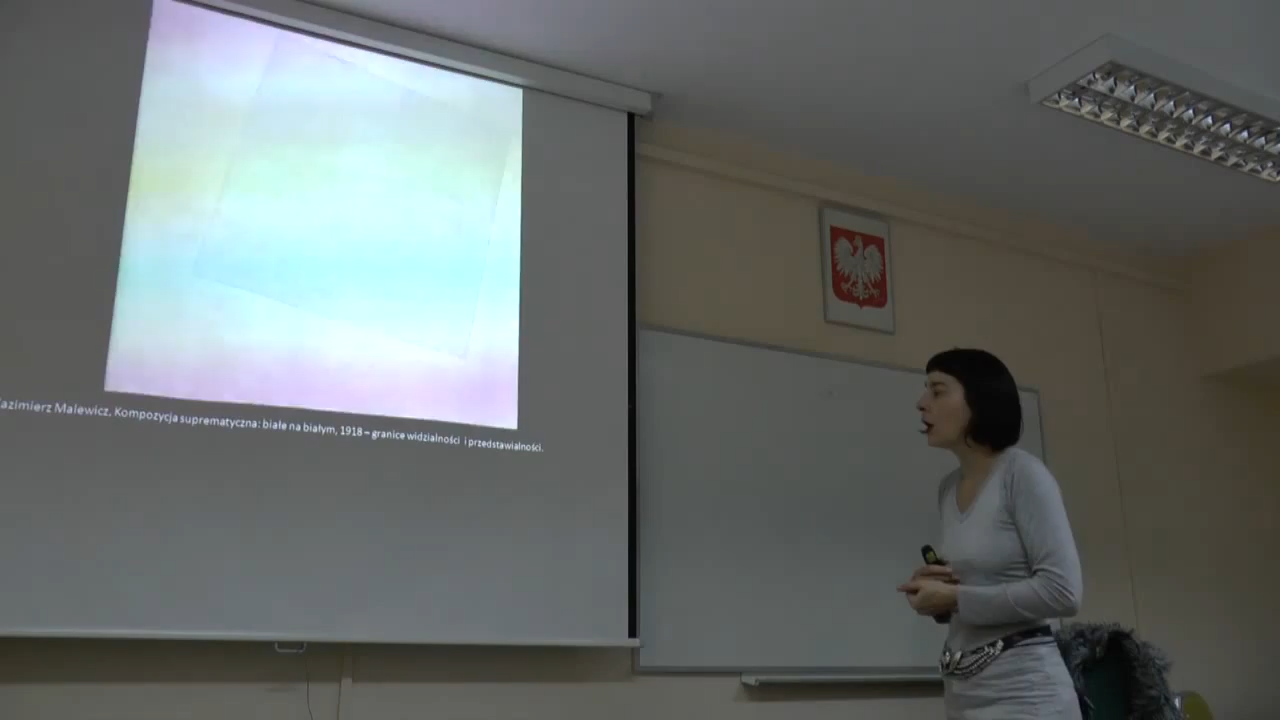 azimierz Malewicz. Kompozycja suprematyczna: białe na białym, 1918 – granice widzialności i przedstawialności.